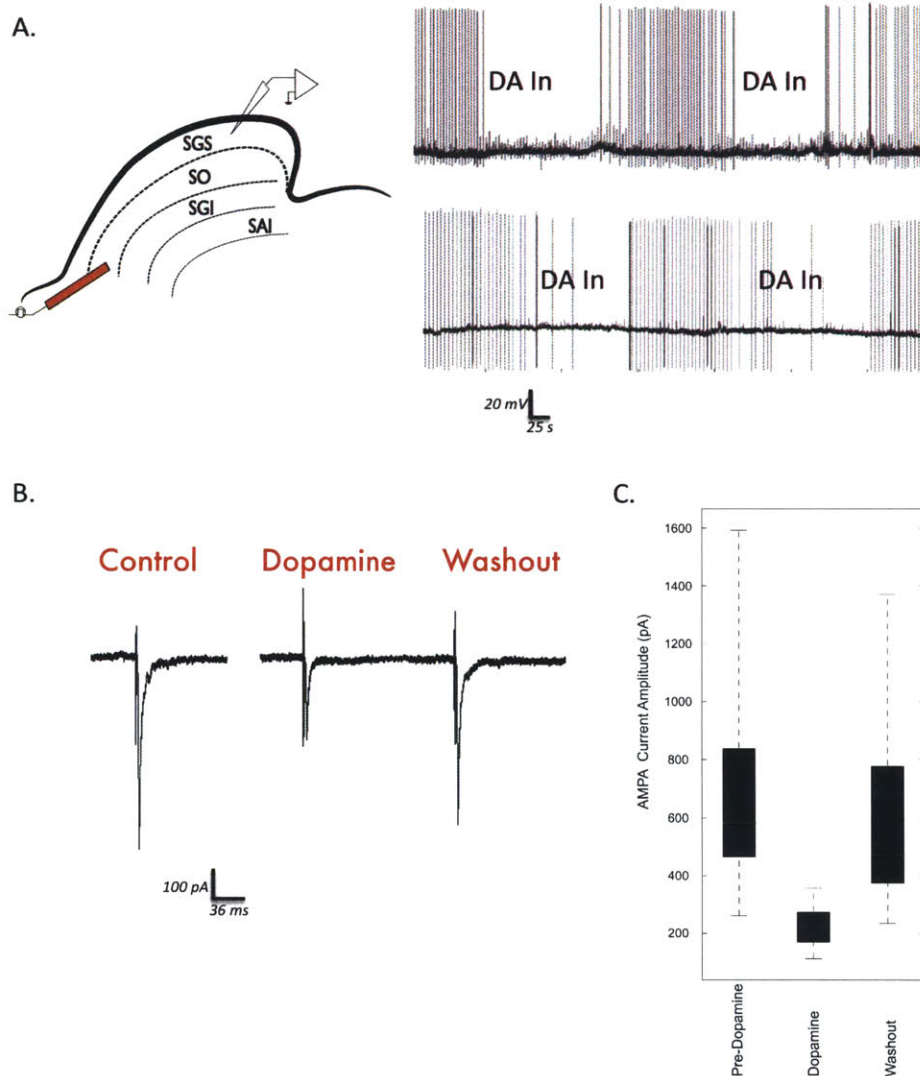 A.
SGS
SO
SGI
SAI
DA In
DA In
DA In
DA In
20 mV
25 s
B.
Control
Dopamine
Washout
100 pA
36 ms
C.
AMPA Current Amplitude (pA)
1600
1400
1200
1000
800
600
400
200
Pre-Dopamine
Dopamine
Washout